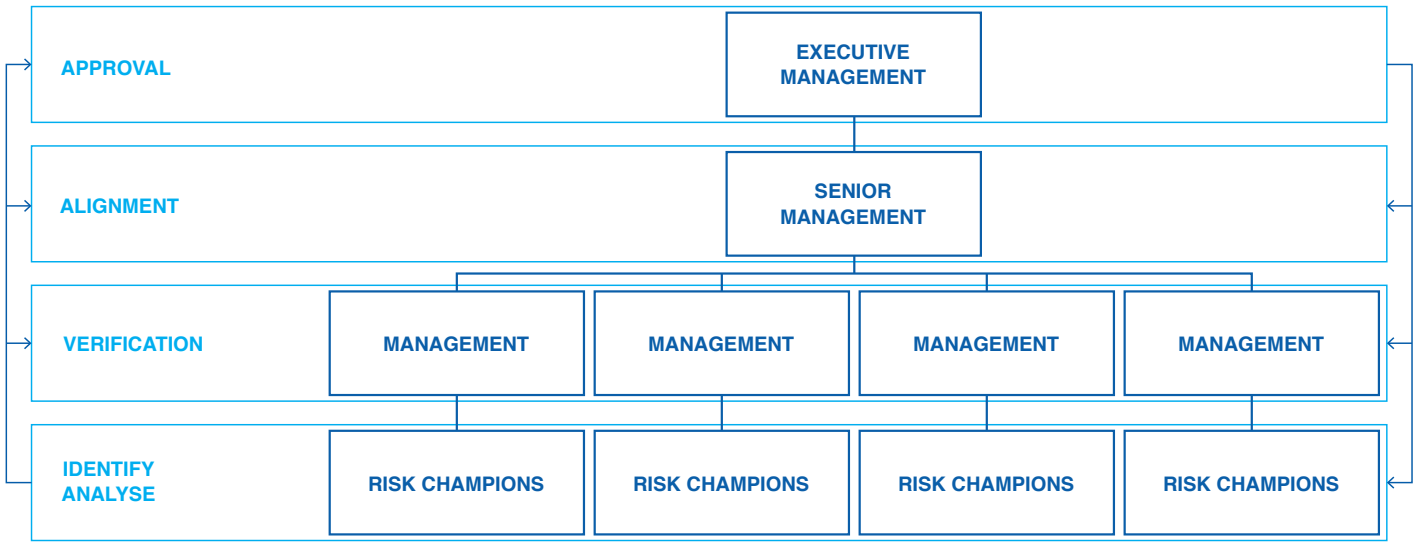 APPROVAL
EXECUTIVE
MANAGEMENT
ALIGNMENT
SENIOR
MANAGEMENT
VERIFICATION
MANAGEMENT
MANAGEMENT
MANAGEMENT
MANAGEMENT
IDENTIFY
ANALYSE
RISK CHAMPIONS
RISK CHAMPIONS
RISK CHAMPIONS
RISK CHAMPIONS